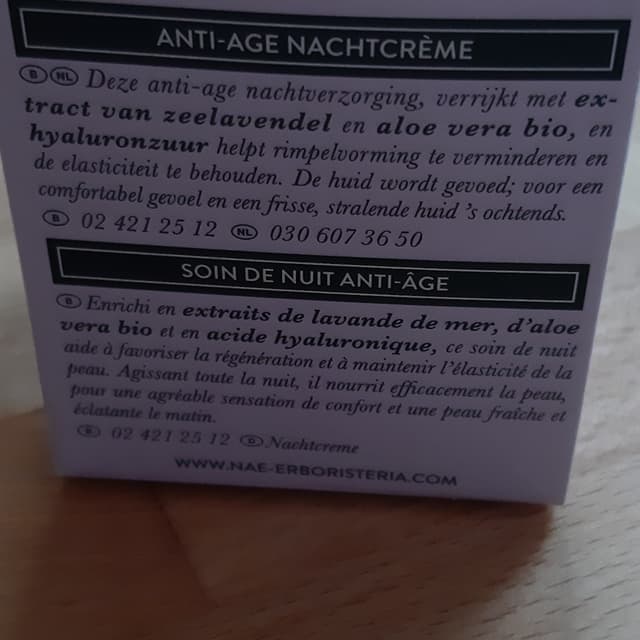 ANTI-AGE NACHTCRÈME
B NL Deze anti-age nachtverzorging, verrijkt met ex-
tract van zeelavendel en aloe vera bio, en
hyaluronzuur helpt rimpelvorming te verminderen en
de elasticiteit te behouden. De huid wordt gevoed; voor een
comfortabel gevoel en een frisse, stralende huid 's ochtends.
B 02 421 25 12 NL 030 607 36 50
SOIN DE NUIT ANTI-ÂGE
B Enrichi en extraits de lavande de mer, d'aloe
vera bio et en acide hyaluronique, ce soin de nuit
aide à favoriser la régénération et à maintenir l'élasticité de la
peau. Agissant toute la nuit, il nourrit efficacement la peau,
pour une agréable sensation de confort et une peau fraîche et
éclatante le matin.
B 02 421 25 12 D Nachtcreme
WWW.NAE-ERBORISTERIA.COM